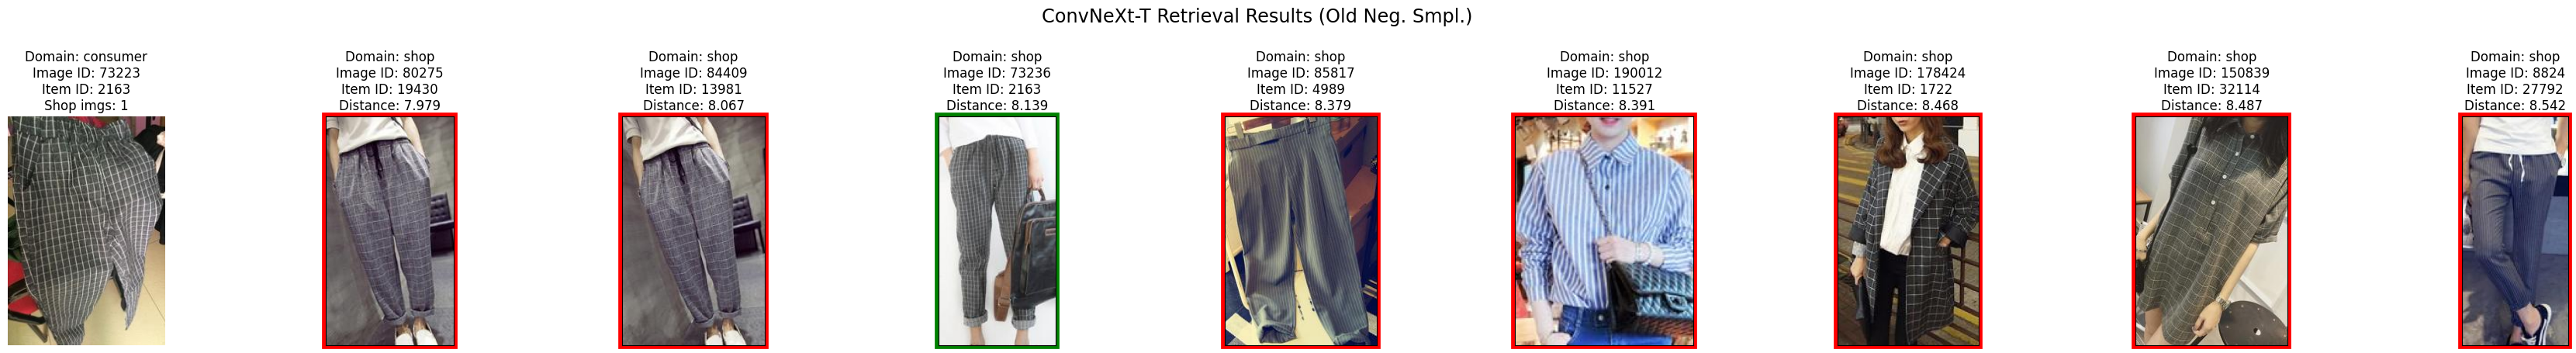 ConvNeXt-T Retrieval Results (Old Neg. Smpl.)
Domain: consumer
Image ID: 73223
Item ID: 2163
Shop imgs: 1
Domain: shop
Image ID: 80275
Item ID: 19430
Distance: 7.979
Domain: shop
Image ID: 84409
Item ID: 13981
Distance: 8.067
Domain: shop
Image ID: 73236
Item ID: 2163
Distance: 8.139
Domain: shop
Image ID: 85817
Item ID: 4989
Distance: 8.379
Domain: shop
Image ID: 190012
Item ID: 11527
Distance: 8.391
Domain: shop
Image ID: 178424
Item ID: 1722
Distance: 8.468
Domain: shop
Image ID: 150839
Item ID: 32114
Distance: 8.487
Domain: shop
Image ID: 8824
Item ID: 27792
Distance: 8.542